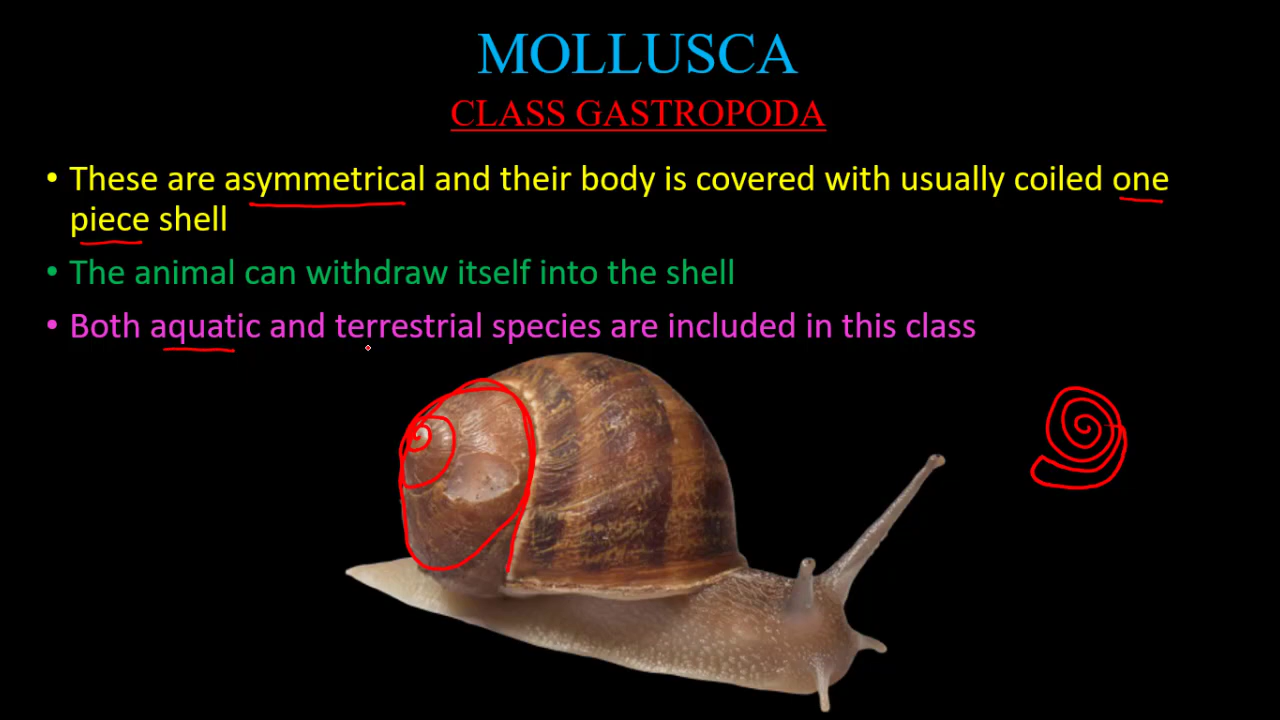 MOLLUSCA
CLASS GASTROPODA
• These are asymmetrical and their body is covered with usually coiled one
piece shell
• The animal can withdraw itself into the shell
• Both aquatic and terrestrial species are included in this class